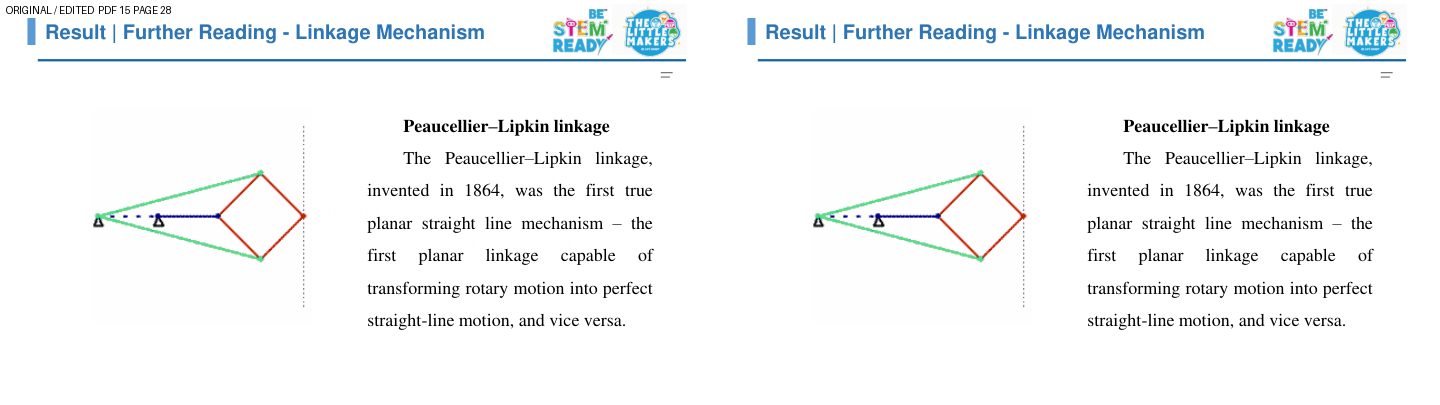 ORIGINAL / EDITED PDF 15 PAGE 28
Result | Further Reading - Linkage Mechanism
BE
STEM
READY
THE
LITTLE
MAKERS
Peaucellier–Lipkin linkage
The Peaucellier–Lipkin linkage,
invented in 1864, was the first true
planar straight line mechanism – the
first planar linkage capable of
transforming rotary motion into perfect
straight-line motion, and vice versa.
Result | Further Reading - Linkage Mechanism
BE
STEM
READY
THE
LITTLE
MAKERS
Peaucellier–Lipkin linkage
The Peaucellier–Lipkin linkage,
invented in 1864, was the first true
planar straight line mechanism – the
first planar linkage capable of
transforming rotary motion into perfect
straight-line motion, and vice versa.